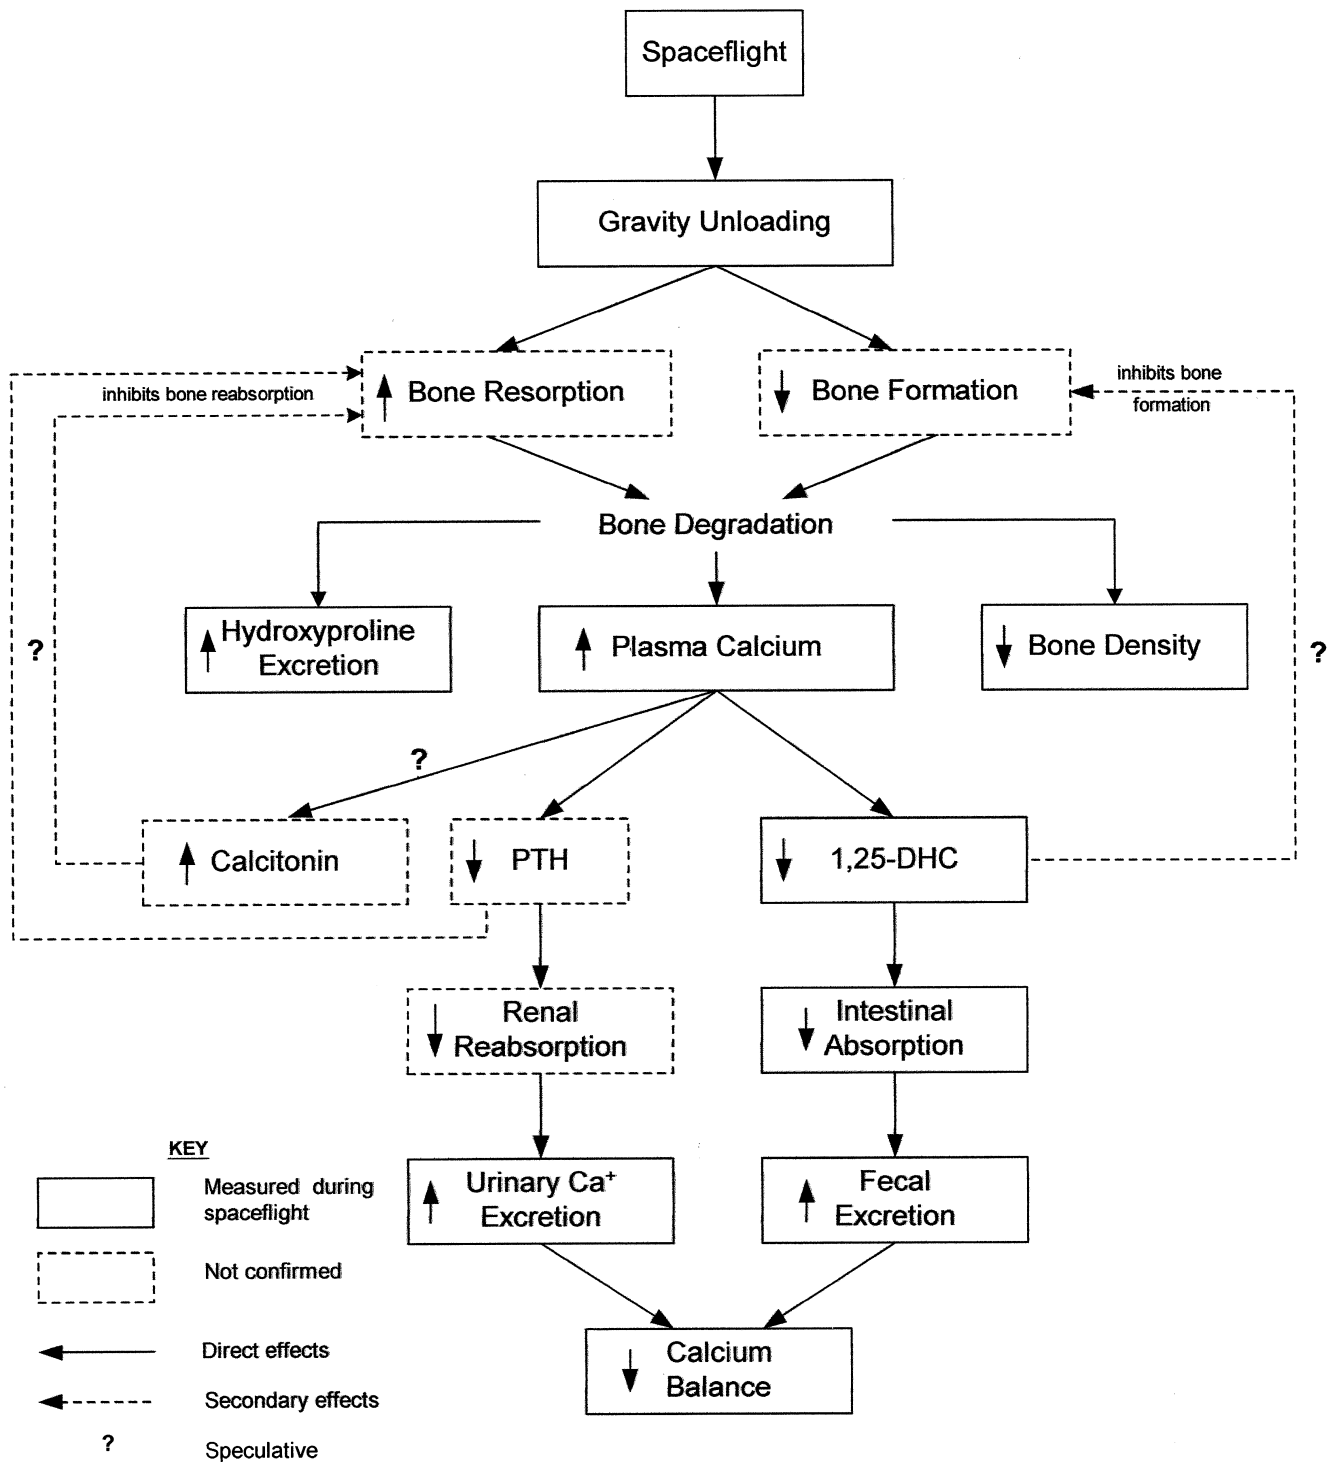 Spaceflight
Gravity Unloading
inhibits bone reabsorption
Bone Resorption
Bone Formation
inhibits bone
formation
Bone Degradation
Hydroxyproline
Excretion
Plasma Calcium
Bone Density
?
?
?
Calcitonin
PTH
1,25-DHC
Renal
Reabsorption
Intestinal
Absorption
KEY
Measured during
spaceflight
Urinary Ca⁺
Excretion
Fecal
Excretion
Not confirmed
Direct effects
Calcium
Balance
Secondary effects
? Speculative